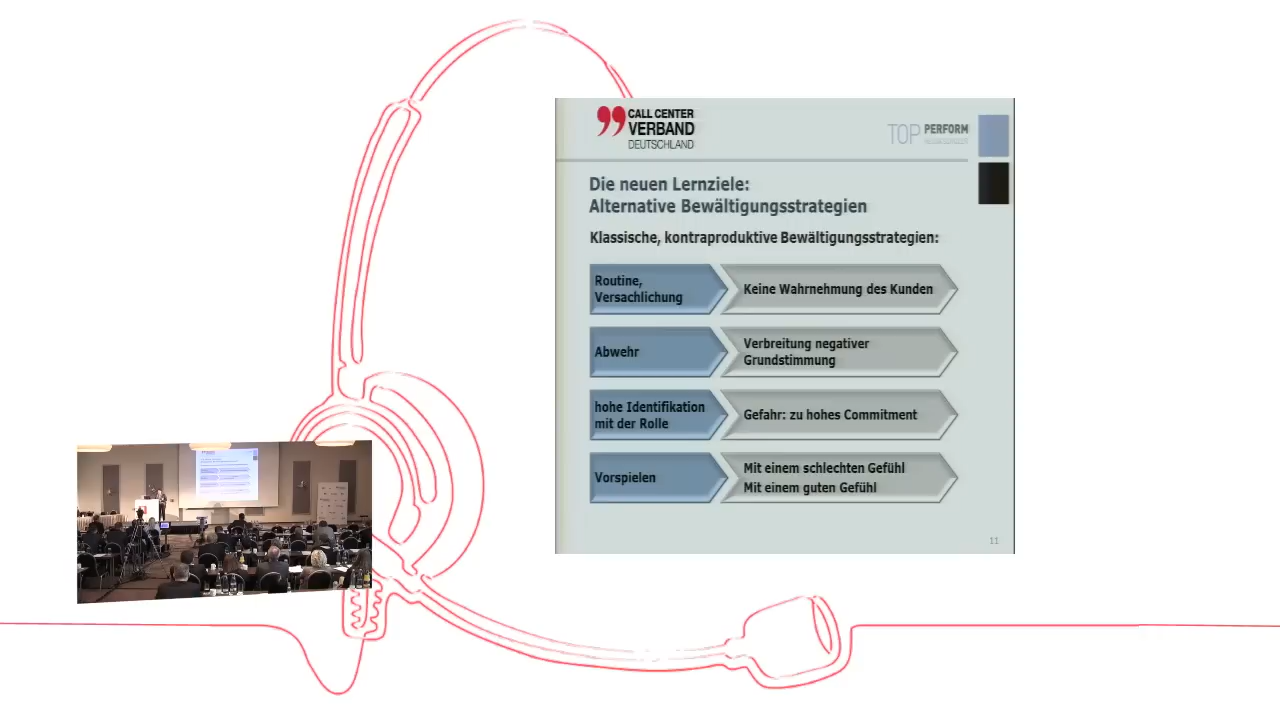 CALL CENTER
VERBAND
DEUTSCHLAND
TOP PERFORM
Die neuen Lernziele:
Alternative Bewältigungsstrategien
Klassische, kontraproduktive Bewältigungsstrategien:
Routine,
Versachlichung
Keine Wahrnehmung des Kunden
Abwehr
Verbreitung negativer
Grundstimmung
hohe Identifikation
mit der Rolle
Gefahr: zu hohes Commitment
Vorspielen
Mit einem schlechten Gefühl
Mit einem guten Gefühl
11